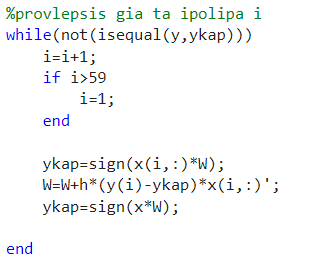 %provlepsis gia ta ipolipa i
while(not(isequal(y,ykap)))
    i=i+1;
    if i>59
        i=1;
    end

    ykap=sign(x(i,:)*W);
    W=W+h*(y(i)-ykap)*x(i,:)';
    ykap=sign(x*W);

end